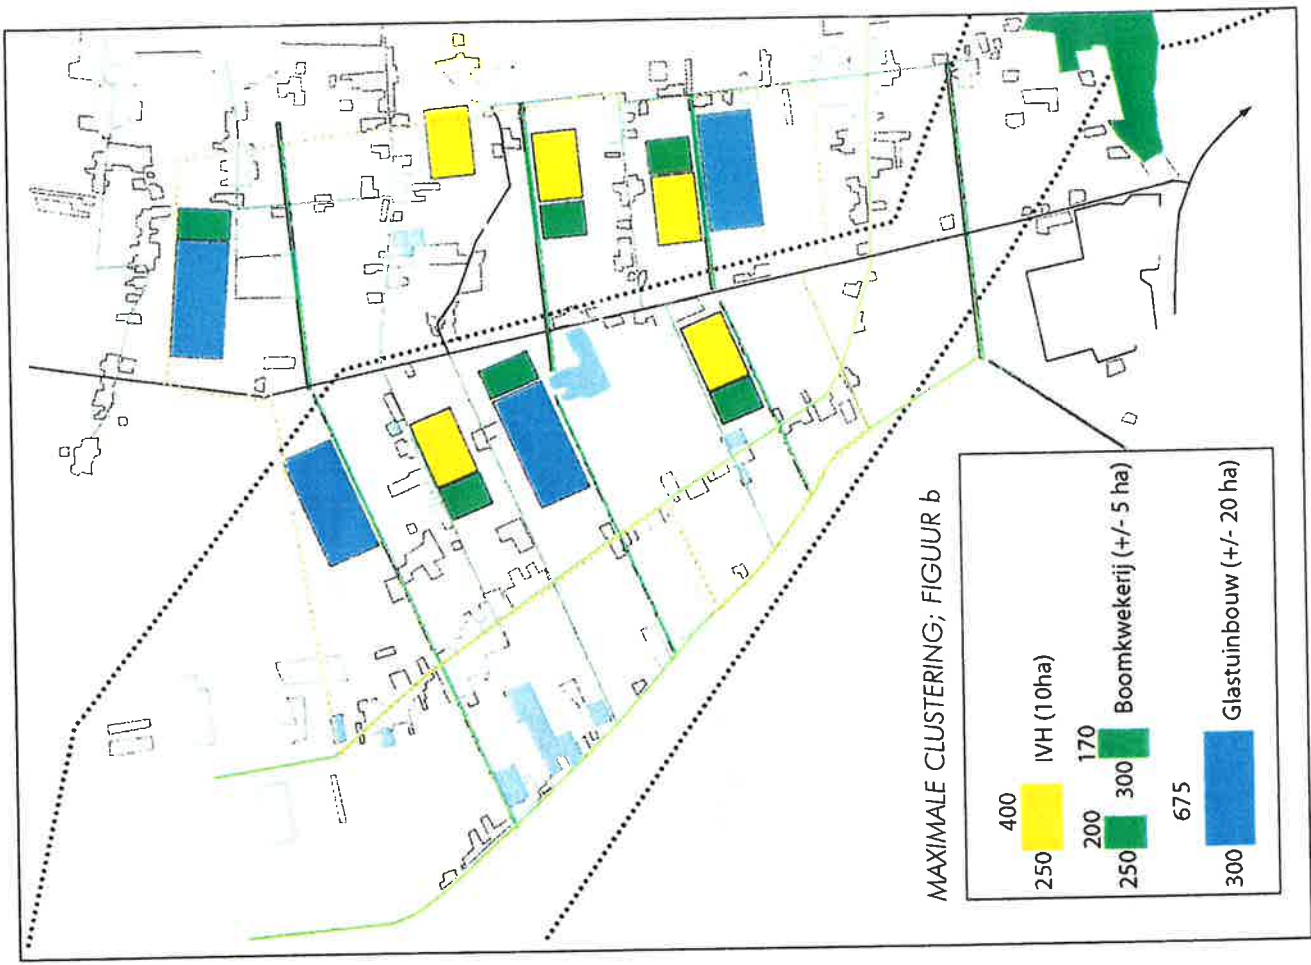 MAXIMALE CLUSTERING; FIGUUR b
400
250 IVH (10ha)
200 170
250 300 Boomkwekerij (+/- 5 ha)
675
300 Glastuinbouw (+/- 20 ha)